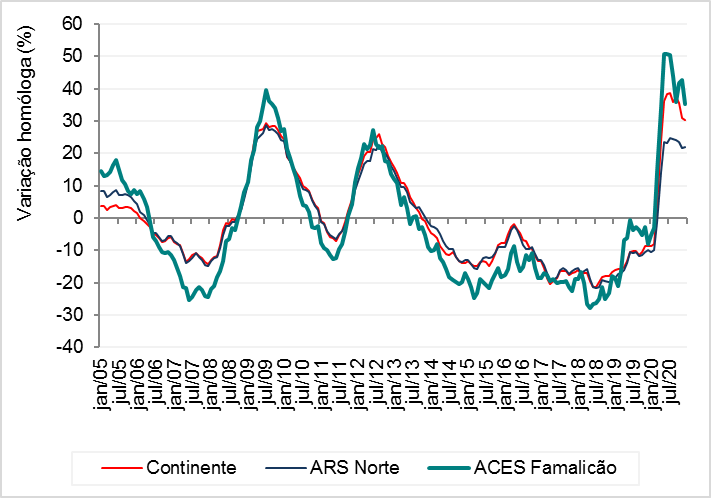 Variação homóloga (%)
60
50
40
30
20
10
0
-10
-20
-30
-40
jan/05
jul/05
jan/06
jul/06
jan/07
jul/07
jan/08
jul/08
jan/09
jul/09
jan/10
jul/10
jan/11
jul/11
jan/12
jul/12
jan/13
jul/13
jan/14
jul/14
jan/15
jul/15
jan/16
jul/16
jan/17
jul/17
jan/18
jul/18
jan/19
jul/19
jan/20
jul/20
Continente ARS Norte ACES Famalicão